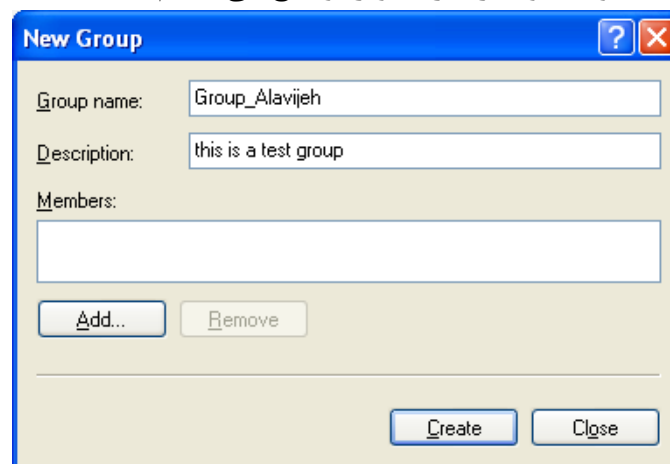 New Group
Group name: Group_Alavijeh
Description: this is a test group
Members:
Add... Remove
Create Close